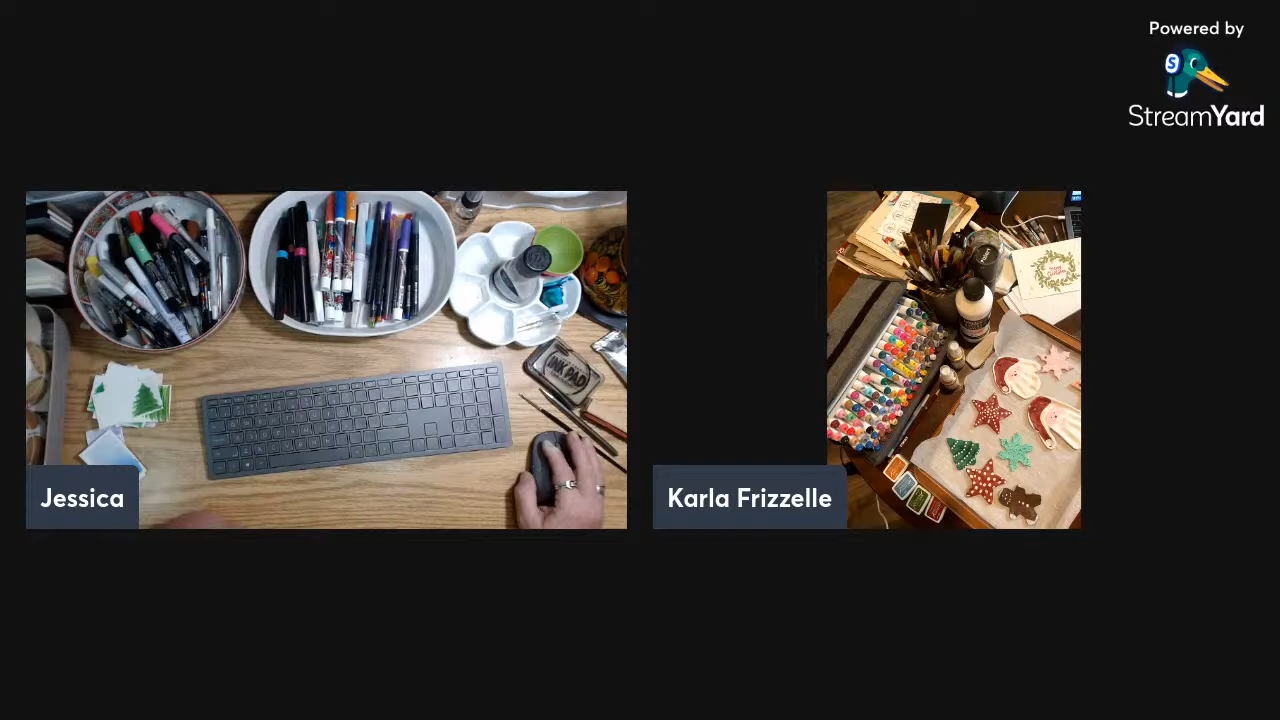 Powered by
S
StreamYard
INK PAD
Jessica
Karla Frizzelle